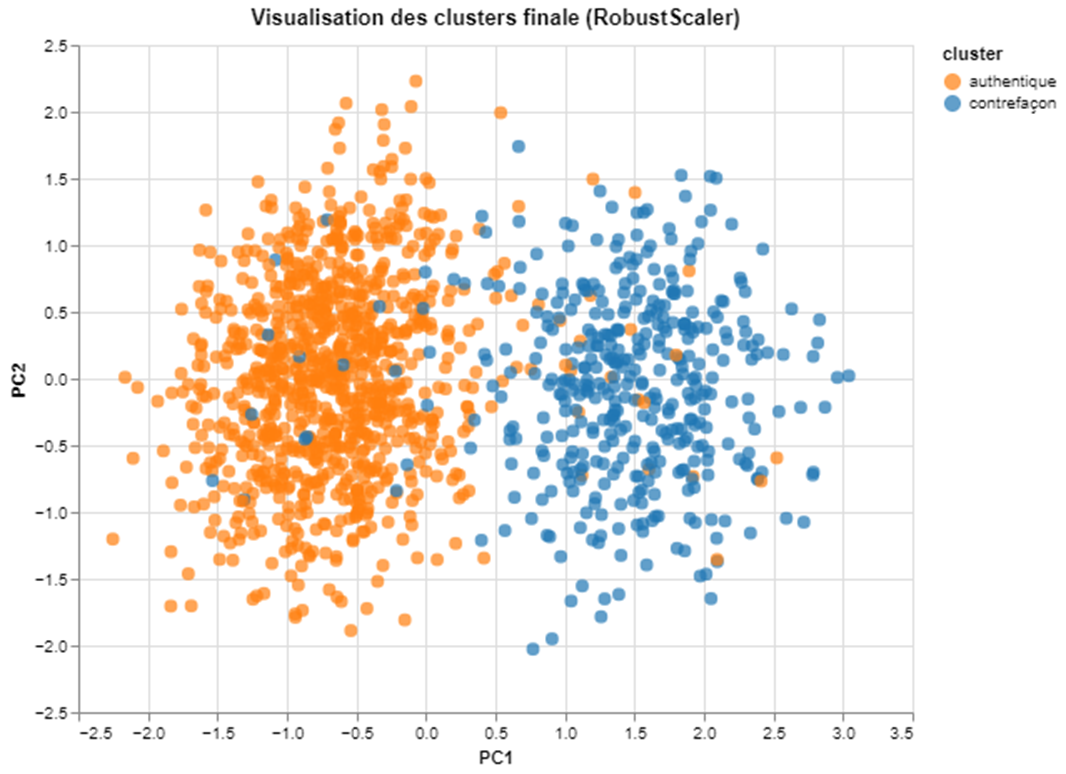 Visualisation des clusters finale (RobustScaler)
cluster
authentique
contrefaçon
2.5
2.0
1.5
1.0
0.5
0.0
−0.5
−1.0
−1.5
−2.0
−2.5
PC2
−2.5 −2.0 −1.5 −1.0 −0.5 0.0 0.5 1.0 1.5 2.0 2.5 3.0 3.5
PC1